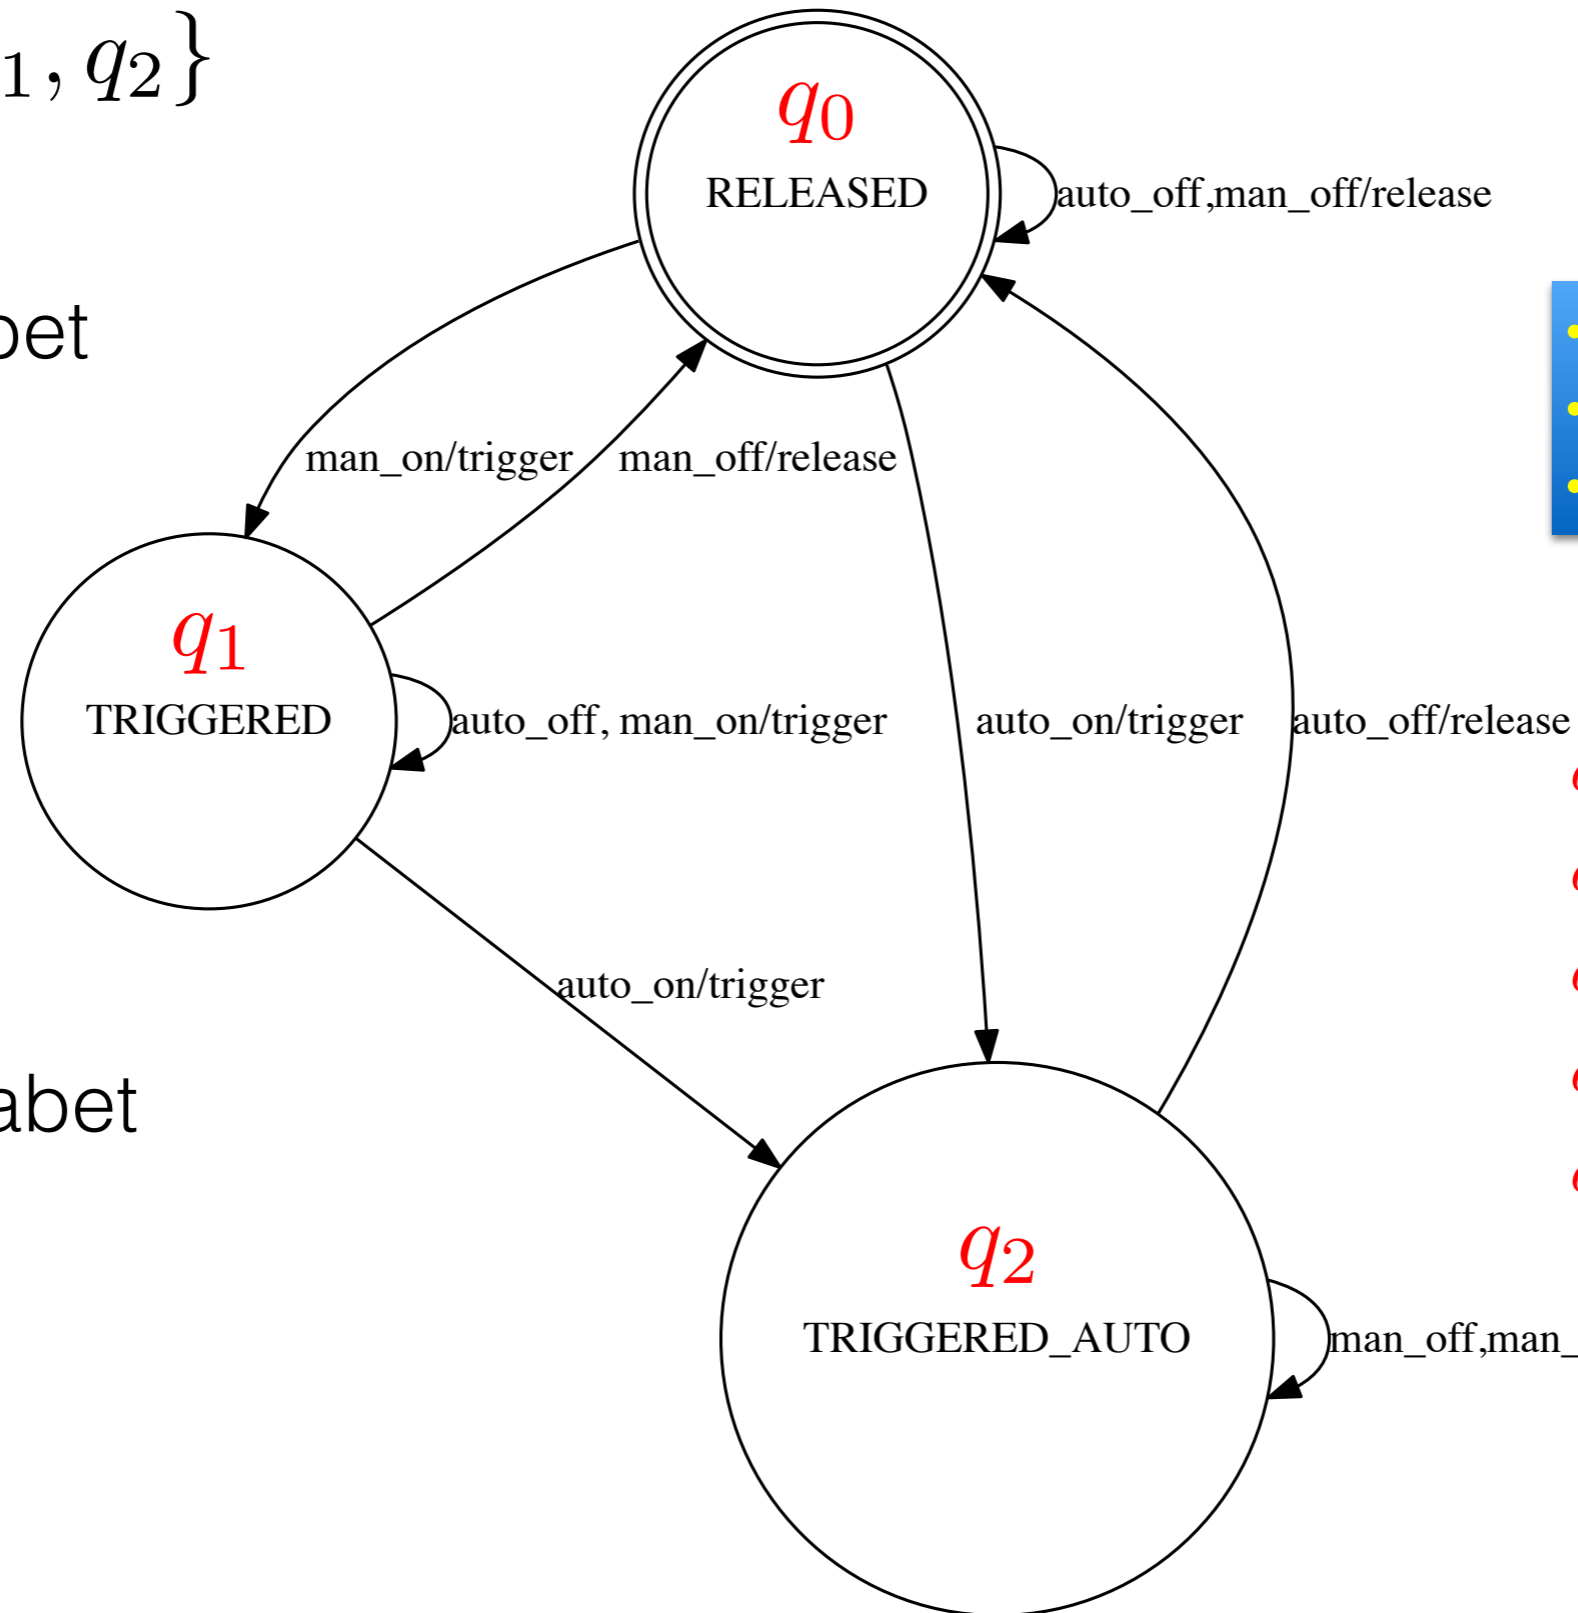 1, q2}
q0
RELEASED
auto_off,man_off/release
bet
man_on/trigger
man_off/release
q1
TRIGGERED
auto_off, man_on/trigger
auto_on/trigger
auto_off/release
auto_on/trigger
abet
q2
TRIGGERED_AUTO
man_off,man_